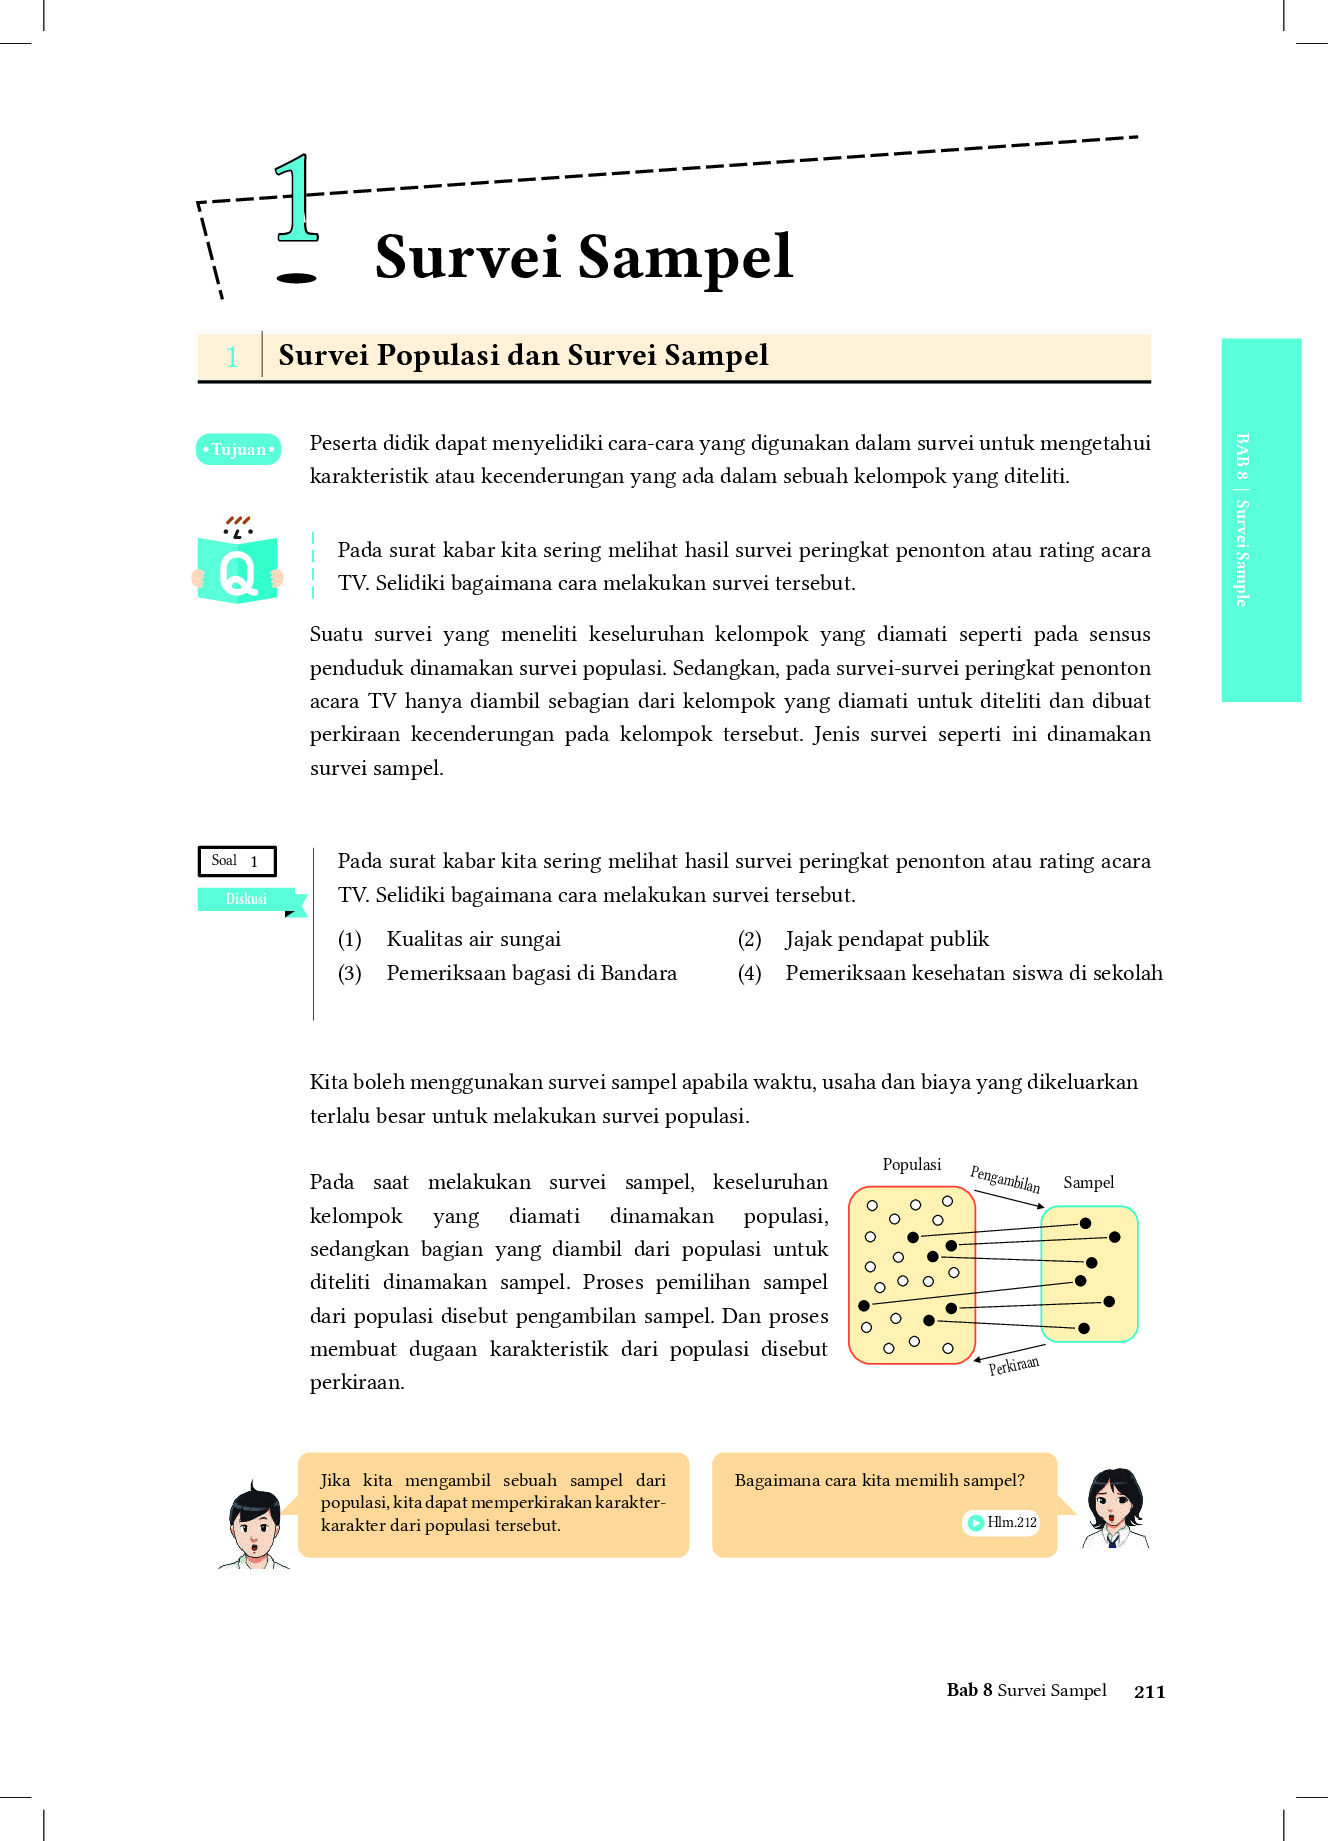 1
Survei Sampel
1 Survei Populasi dan Survei Sampel
BAB 8 | Survei Sample
•Tujuan•
Peserta didik dapat menyelidiki cara-cara yang digunakan dalam survei untuk mengetahui
karakteristik atau kecenderungan yang ada dalam sebuah kelompok yang diteliti.
Q
Pada surat kabar kita sering melihat hasil survei peringkat penonton atau rating acara
TV. Selidiki bagaimana cara melakukan survei tersebut.
Suatu survei yang meneliti keseluruhan kelompok yang diamati seperti pada sensus
penduduk dinamakan survei populasi. Sedangkan, pada survei-survei peringkat penonton
acara TV hanya diambil sebagian dari kelompok yang diamati untuk diteliti dan dibuat
perkiraan kecenderungan pada kelompok tersebut. Jenis survei seperti ini dinamakan
survei sampel.
Soal 1
Diskusi
Pada surat kabar kita sering melihat hasil survei peringkat penonton atau rating acara
TV. Selidiki bagaimana cara melakukan survei tersebut.
(1) Kualitas air sungai (2) Jajak pendapat publik
(3) Pemeriksaan bagasi di Bandara (4) Pemeriksaan kesehatan siswa di sekolah
Kita boleh menggunakan survei sampel apabila waktu, usaha dan biaya yang dikeluarkan
terlalu besar untuk melakukan survei populasi.
Pada saat melakukan survei sampel, keseluruhan
kelompok yang diamati dinamakan populasi,
sedangkan bagian yang diambil dari populasi untuk
diteliti dinamakan sampel. Proses pemilihan sampel
dari populasi disebut pengambilan sampel. Dan proses
membuat dugaan karakteristik dari populasi disebut
perkiraan.
Populasi
Pengambilan
Sampel
Perkiraan
Jika kita mengambil sebuah sampel dari
populasi, kita dapat memperkirakan karakter-
karakter dari populasi tersebut.
Bagaimana cara kita memilih sampel?
Hlm.212
Bab 8 Survei Sampel 211